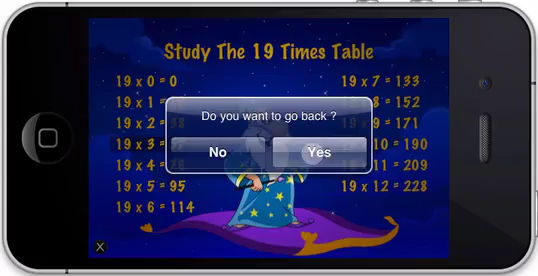 Study The 19 Times Table
19 x 0 = 0
19 x 1 =
19 x 2 = 38
19 x 3 =
19 x 4 =
19 x 5 = 95
19 x 6 = 114
19 x 7 = 133
8 = 152
9 = 171
10 = 190
11 = 209
19 x 12 = 228
Do you want to go back ?
No
Yes
X